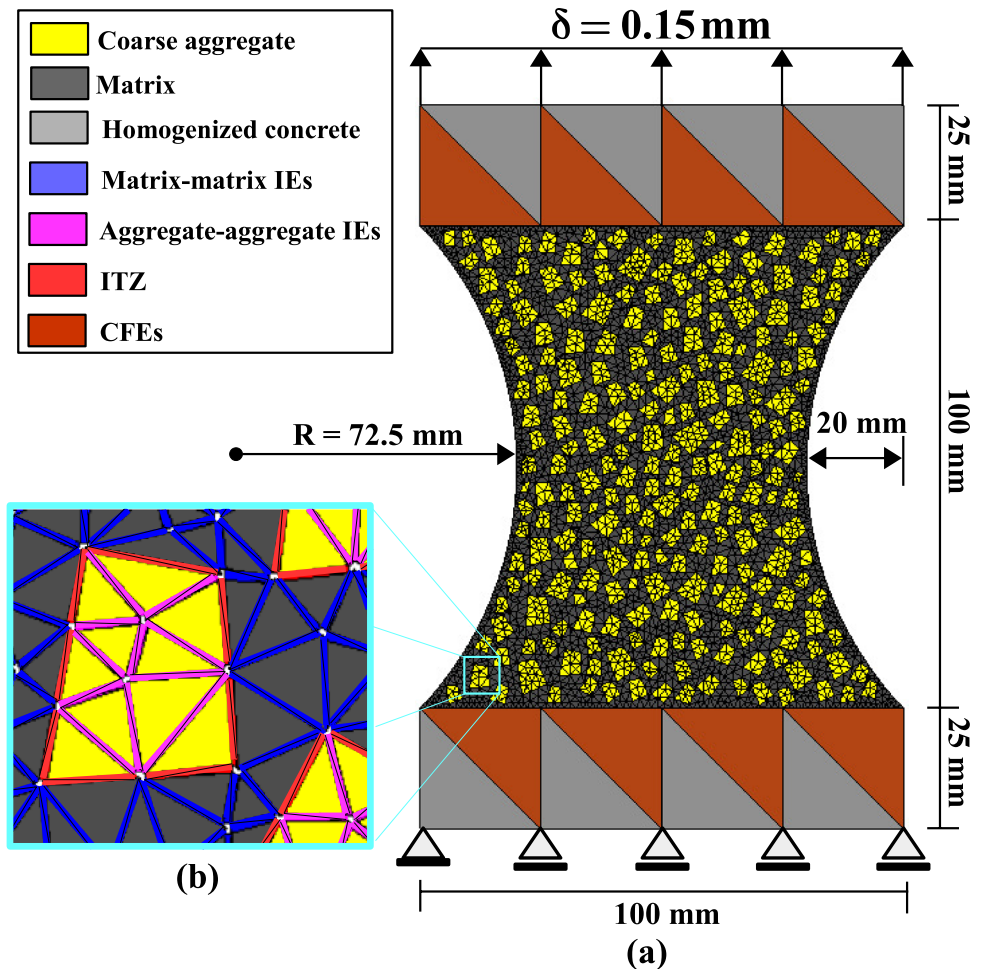 δ = 0.15 mm
Coarse aggregate
Matrix
Homogenized concrete
Matrix-matrix IEs
Aggregate-aggregate IEs
ITZ
CFEs
25 mm
R = 72.5 mm
20 mm
100 mm
25 mm
(b)
100 mm
(a)